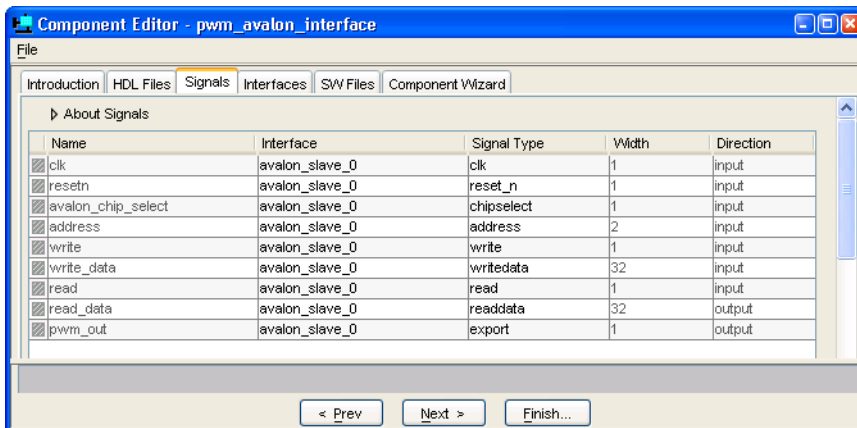 Component Editor - pwm_avalon_interface
File
Introduction HDL Files Signals Interfaces SW Files Component Wizard
About Signals
Name Interface Signal Type Width Direction
clk avalon_slave_0 clk 1 input
resetn avalon_slave_0 reset_n 1 input
avalon_chip_select avalon_slave_0 chipselect 1 input
address avalon_slave_0 address 2 input
write avalon_slave_0 write 1 input
write_data avalon_slave_0 writedata 32 input
read avalon_slave_0 read 1 input
read_data avalon_slave_0 readdata 32 output
pwm_out avalon_slave_0 export 1 output
< Prev Next > Finish...